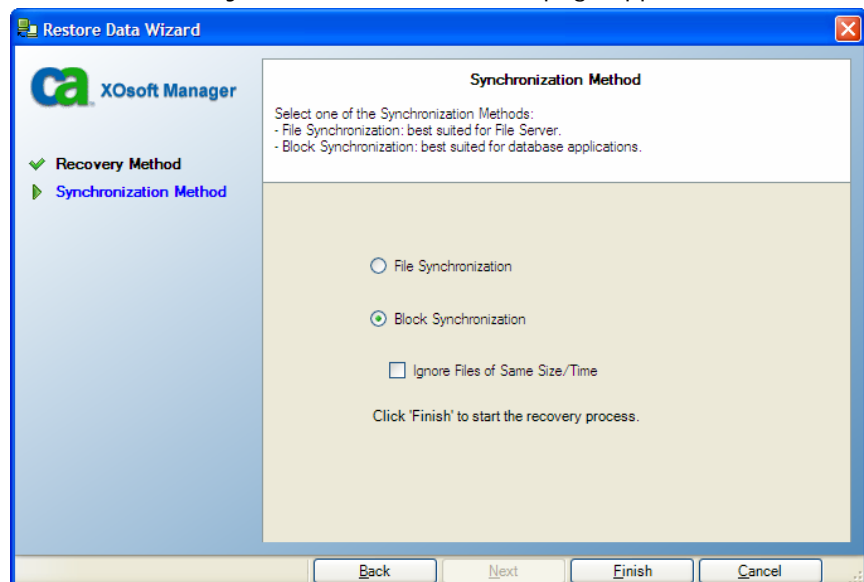 Restore Data Wizard
ca XOsoft Manager
Recovery Method
Synchronization Method
Synchronization Method
Select one of the Synchronization Methods:
- File Synchronization: best suited for File Server.
- Block Synchronization: best suited for database applications.
File Synchronization
Block Synchronization
Ignore Files of Same Size/Time
Click 'Finish' to start the recovery process.
Back Next Finish Cancel